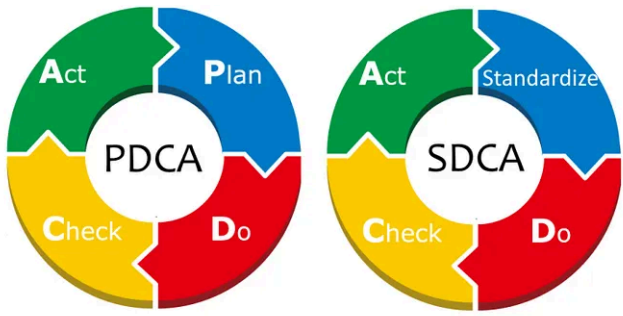 Act
Plan
PDCA
Check
Do
Act
Standardize
SDCA
Check
Do